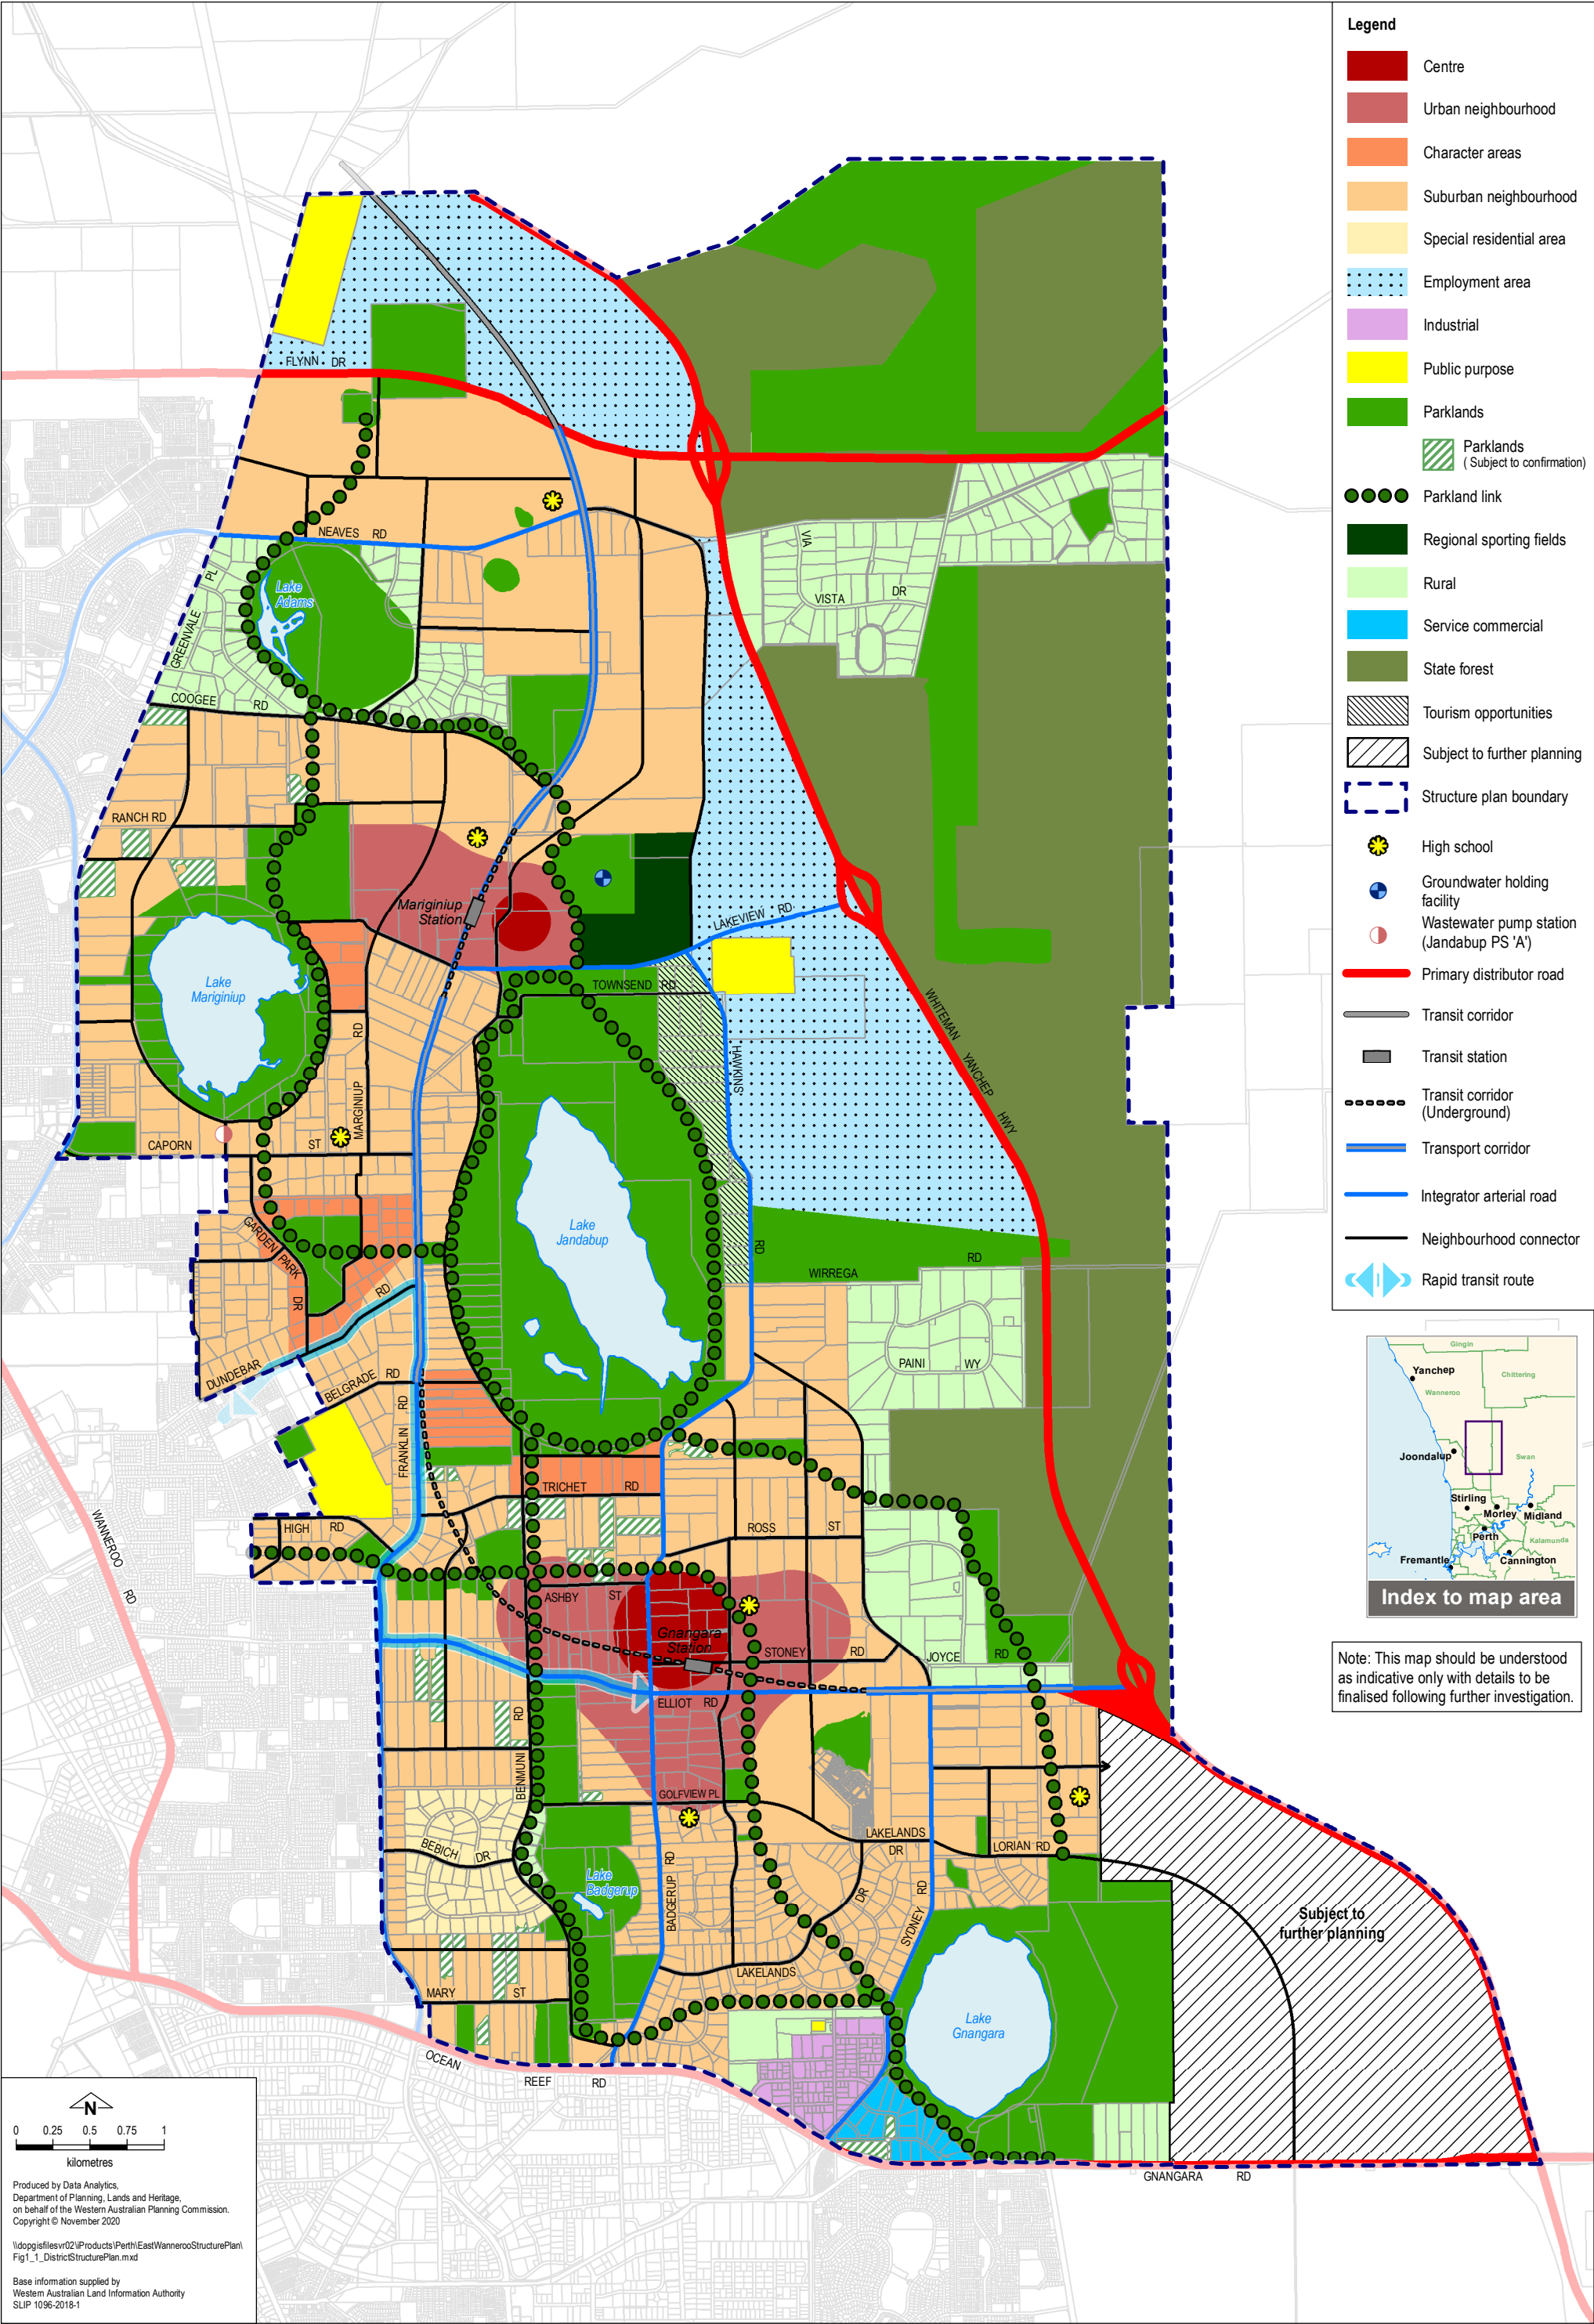 Legend
Centre
Urban neighbourhood
Character areas
Suburban neighbourhood
Special residential area
Employment area
Industrial
Public purpose
Parklands
Parklands
( Subject to confirmation)
Parkland link
Regional sporting fields
Rural
Service commercial
State forest
Tourism opportunities
Subject to further planning
Structure plan boundary
High school
Groundwater holding
facility
Wastewater pump station
(Jandabup PS 'A')
Primary distributor road
Transit corridor
Transit station
Transit corridor
(Underground)
Transport corridor
Integrator arterial road
Neighbourhood connector
Rapid transit route
Gingin
Yanchep
Chittering
Wanneroo
Joondalup
Swan
Stirling
Morley
Midland
Perth
Kalamunda
Fremantle
Cannington
Index to map area
Note: This map should be understood
as indicative only with details to be
finalised following further investigation.
FLYNN DR
NEAVES RD
GREENVALE PL
Lake
Adams
VIA
VISTA DR
COOGEE RD
RANCH RD
Mariginiup
Station
LAKEVIEW RD
Lake
Mariginiup
TOWNSEND RD
HAWKINS RD
WHITEMAN YANCHEP HWY
MARGINIUP RD
CAPORN ST
GARDEN PARK DR
Lake
Jandabup
WIRREGA RD
DUNDEBAR RD
PAINI WY
BELGRADE RD
FRANKLIN RD
WANNEROO RD
TRICHET RD
HIGH RD
ROSS ST
ASHBY ST
Gnangara
Station
STONEY RD
JOYCE RD
ELLIOT RD
BENMUNI RD
GOLFVIEW PL
LAKELANDS DR
LORIAN RD
BEBICH DR
Lake
Badgerup
BADGERUP RD
DR
SYDNEY RD
Subject to
further planning
LAKELANDS
MARY ST
Lake
Gnangara
OCEAN REEF RD
GNANGARA RD
N
0 0.25 0.5 0.75 1
kilometres
Produced by Data Analytics,
Department of Planning, Lands and Heritage,
on behalf of the Western Australian Planning Commission.
Copyright © November 2020
\\dopgisfilesvr02\iProducts\Perth\EastWannerooStructurePlan\
Fig1_1_DistrictStructurePlan.mxd
Base information supplied by
Western Australian Land Information Authority
SLIP 1096-2018-1